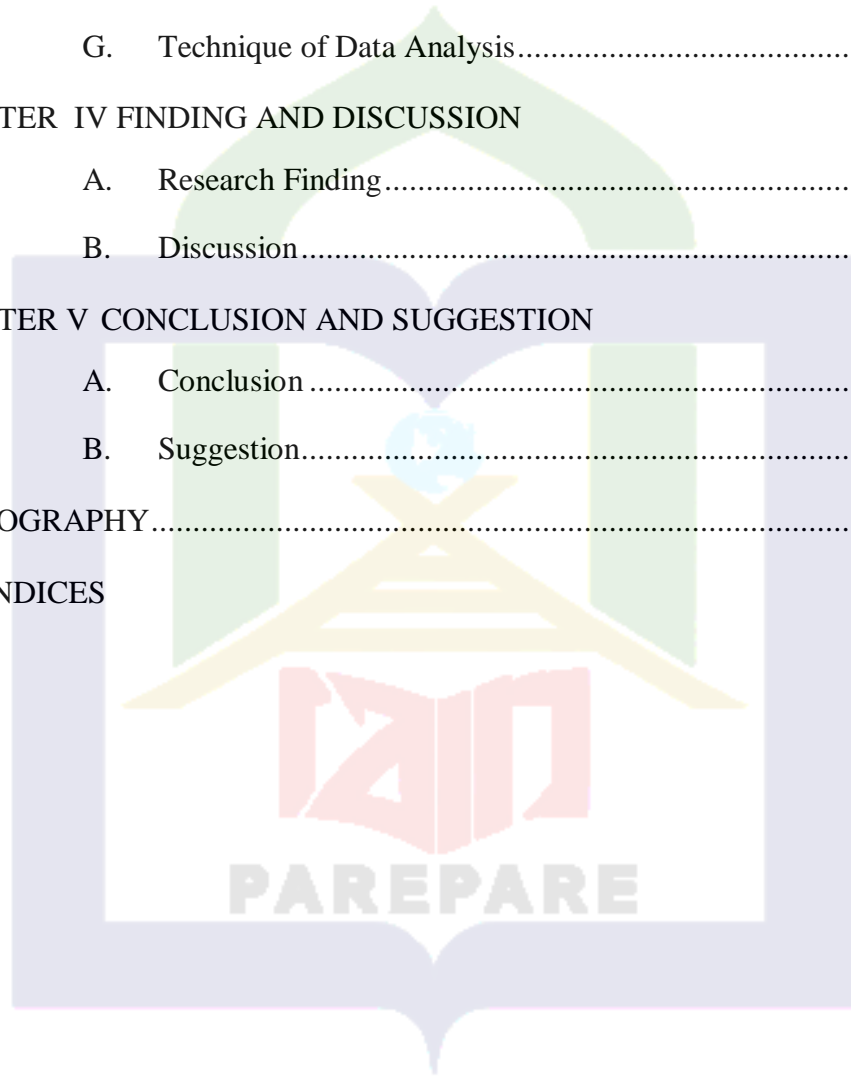 G. Technique of Data Analysis........................................
TER IV FINDING AND DISCUSSION
A. Research Finding........................................................
B. Discussion..................................................................
TER V CONCLUSION AND SUGGESTION
A. Conclusion .................................................................
B. Suggestion..................................................................
OGRAPHY....................................................................................
NDICES
iain
PAREPARE